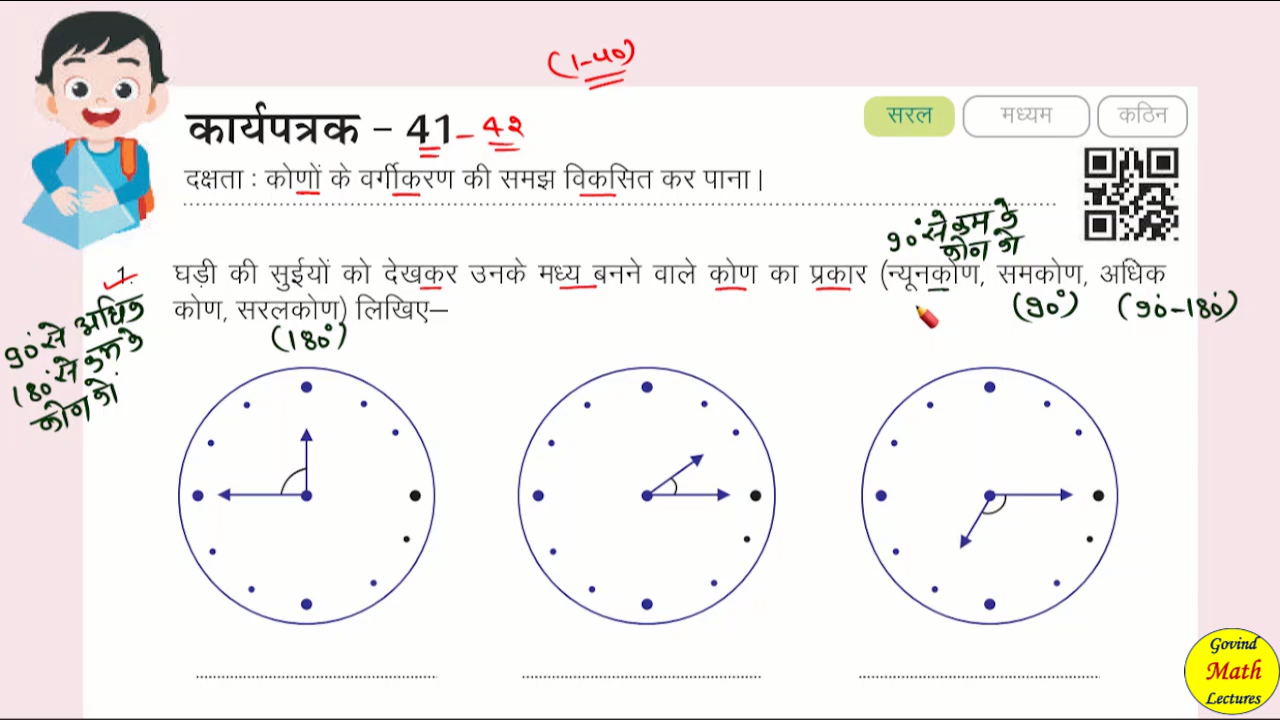 (1-40)
कार्यपत्रक – 41 – 42
सरल
मध्यम
कठिन
दक्षता : कोणों के वर्गीकरण की समझ विकसित कर पाना।
90° से कम के
कोण को
1. घड़ी की सुईयों को देखकर उनके मध्य बनने वाले कोण का प्रकार (न्यूनकोण, समकोण, अधिक
कोण, सरलकोण) लिखिए–
(90°)
(90°-180°)
(180°)
90° से अधिक
180° से कम के
कोण को
Govind
Math
Lectures